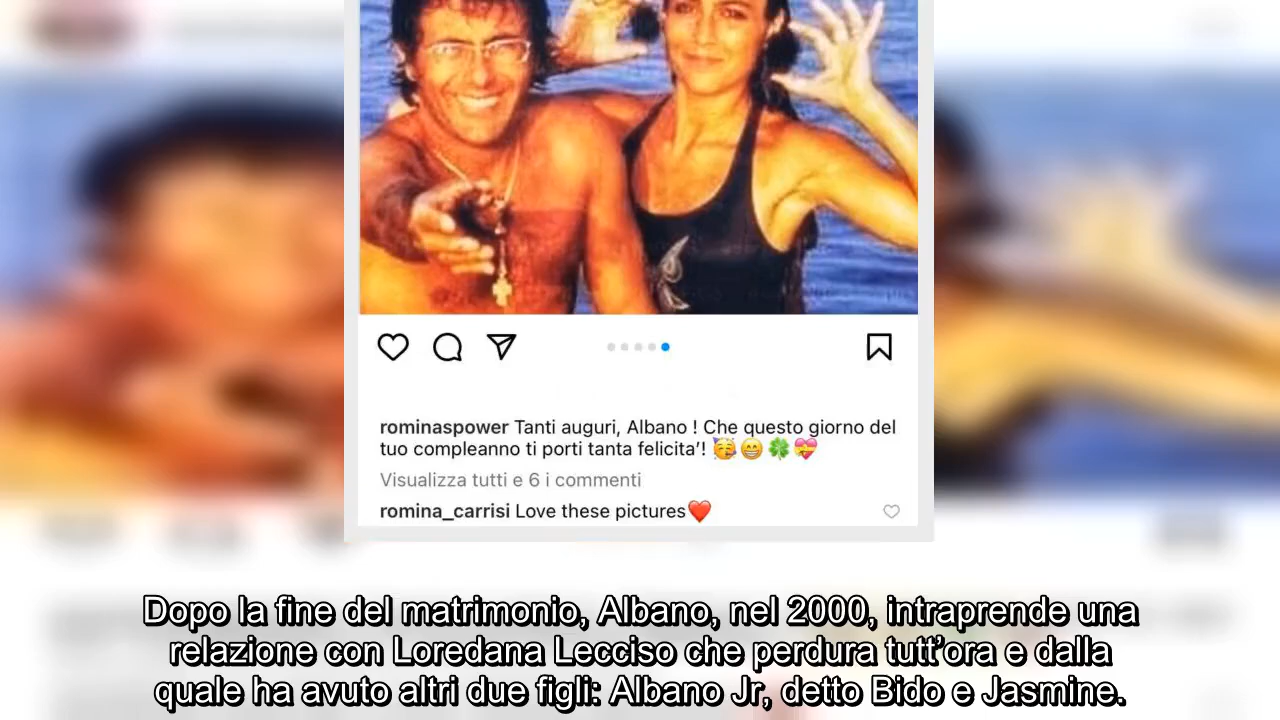 rominaspower Tanti auguri, Albano ! Che questo giorno del
tuo compleanno ti porti tanta felicita’! 🥳😁🍀💝
Visualizza tutti e 6 i commenti
romina_carrisi Love these pictures❤️
Dopo la fine del matrimonio, Albano, nel 2000, intraprende una
relazione con Loredana Lecciso che perdura tutt’ora e dalla
quale ha avuto altri due figli: Albano Jr, detto Bido e Jasmine.